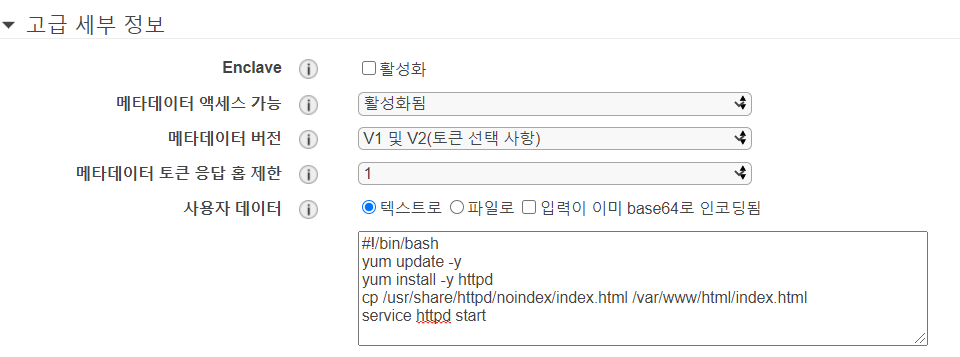 고급 세부 정보
Enclave 활성화
메타데이터 액세스 가능 활성화됨
메타데이터 버전 V1 및 V2(토큰 선택 사항)
메타데이터 토큰 응답 홉 제한 1
사용자 데이터 텍스트로 파일로 입력이 이미 base64로 인코딩됨
#!/bin/bash
yum update -y
yum install -y httpd
cp /usr/share/httpd/noindex/index.html /var/www/html/index.html
service httpd start